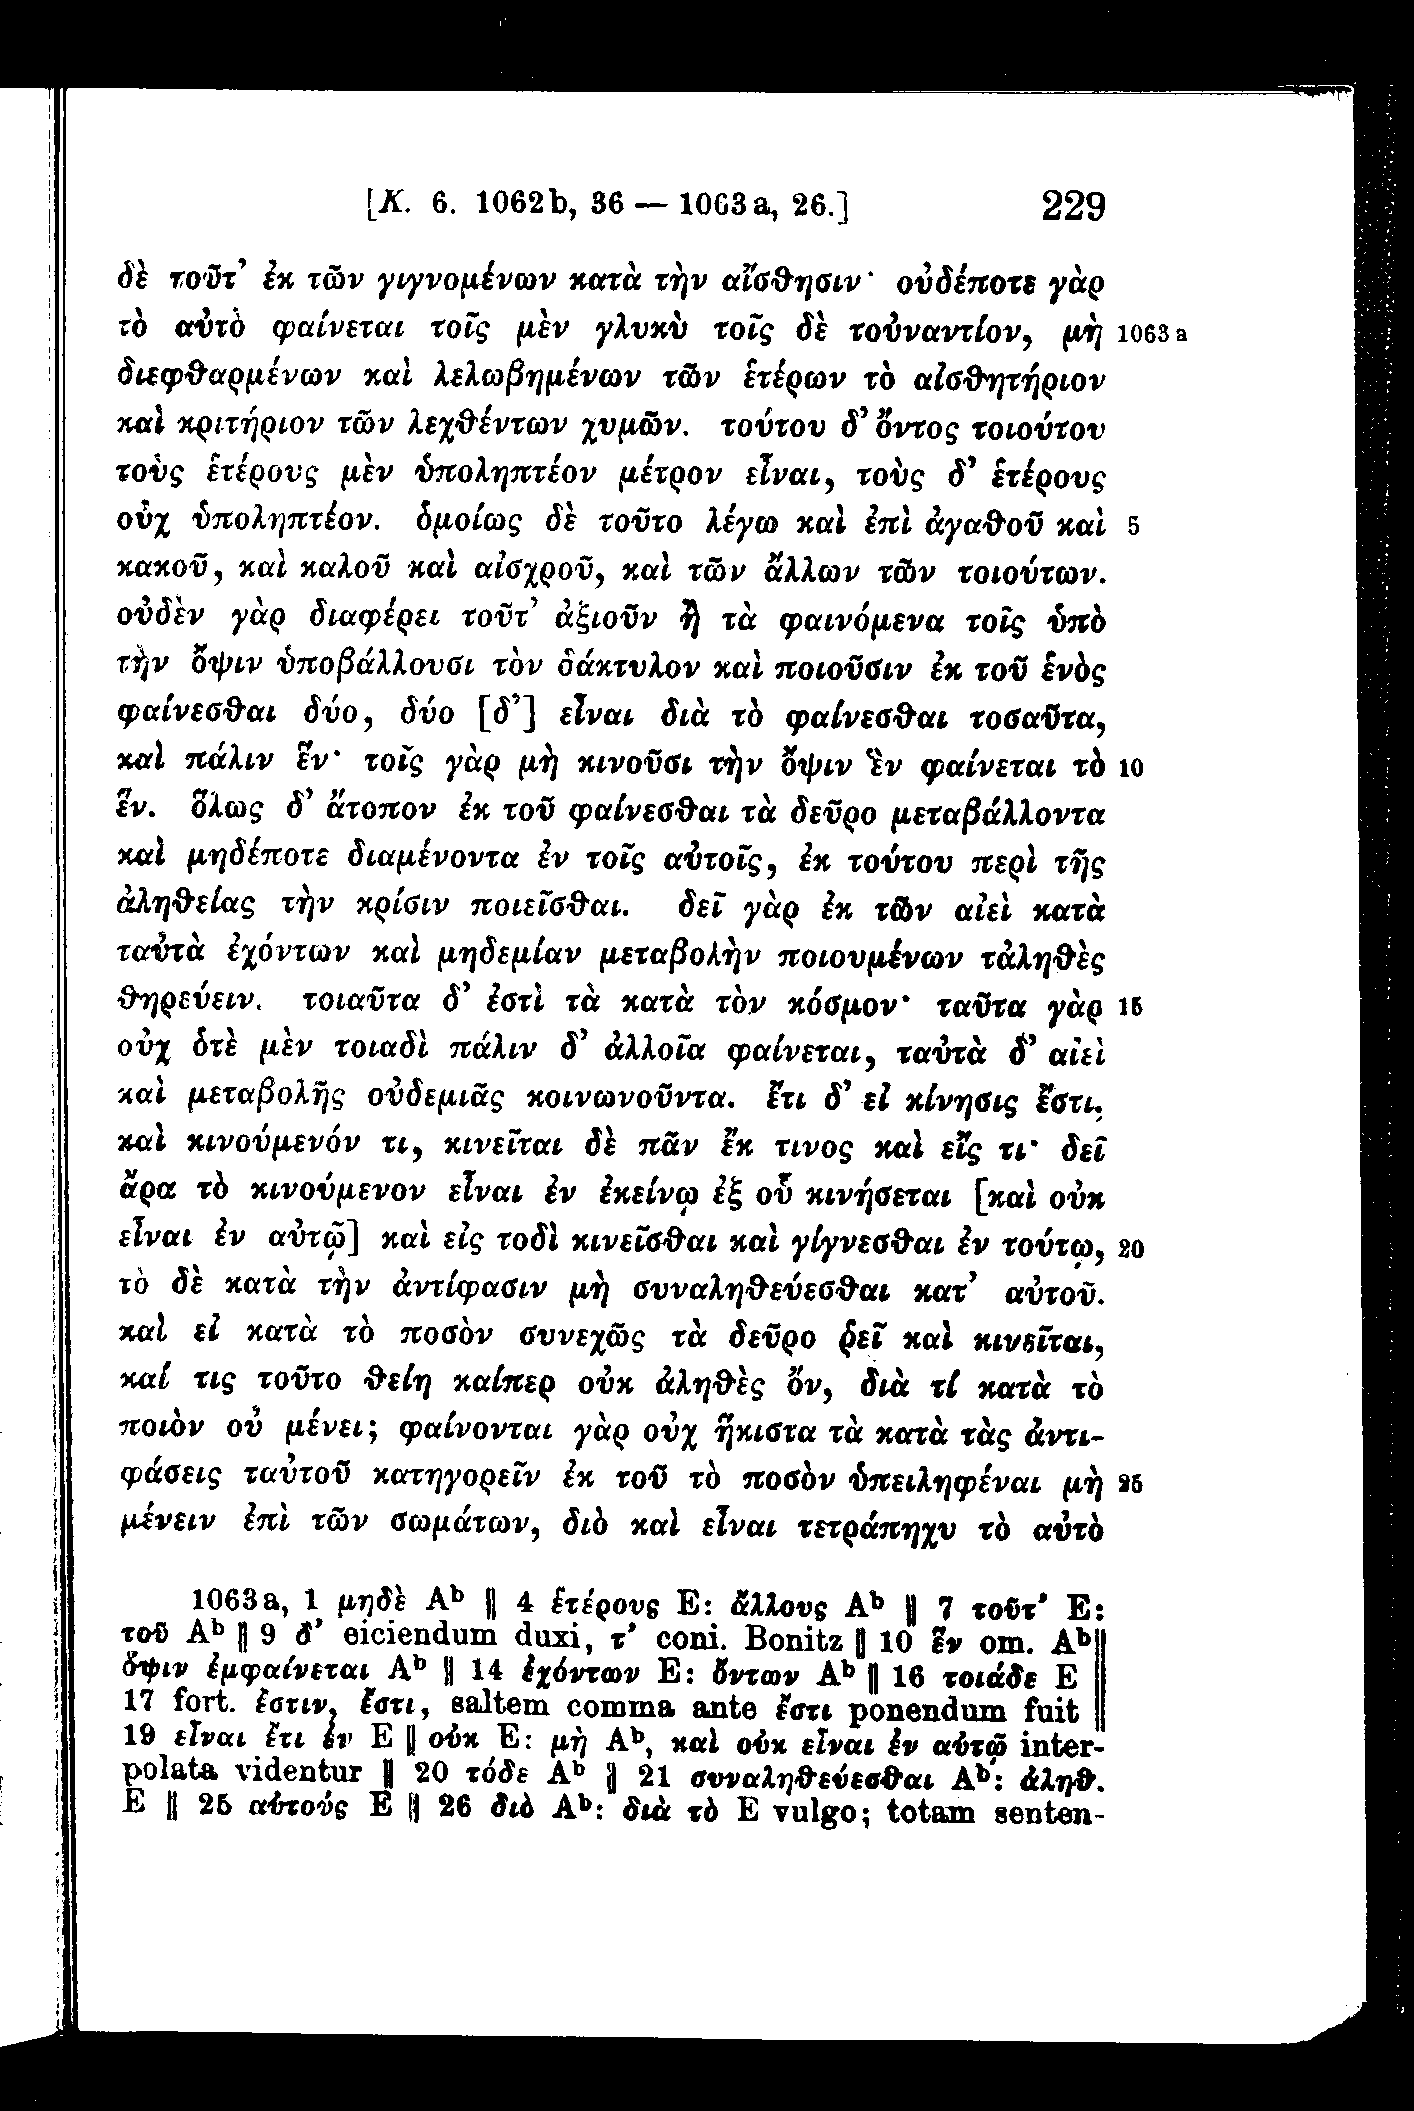 [K. 6. 1062b, 36 — 1063a, 26.] 229
δὲ τοῦτ’ ἐκ τῶν γιγνομένων κατὰ τὴν αἴσθησιν· οὐδέποτε γὰρ
τὸ αὐτὸ φαίνεται τοῖς μὲν γλυκὺ τοῖς δὲ τοὐναντίον, μὴ 1063a
διεφθαρμένων καὶ λελωβημένων τῶν ἑτέρων τὸ αἰσθητήριον
καὶ κριτήριον τῶν λεχθέντων χυμῶν. τούτου δ’ ὄντος τοιούτου
τοὺς ἑτέρους μὲν ὑποληπτέον μέτρον εἶναι, τοὺς δ’ ἑτέρους
οὐχ ὑποληπτέον. ὁμοίως δὲ τοῦτο λέγω καὶ ἐπὶ ἀγαθοῦ καὶ 5
κακοῦ, καὶ καλοῦ καὶ αἰσχροῦ, καὶ τῶν ἄλλων τῶν τοιούτων.
οὐδὲν γὰρ διαφέρει τοῦτ’ ἀξιοῦν ἢ τὰ φαινόμενα τοῖς ὑπὸ
τὴν ὄψιν ὑποβάλλουσι τὸν δάκτυλον καὶ ποιοῦσιν ἐκ τοῦ ἑνὸς
φαίνεσθαι δύο, δύο [δ’] εἶναι διὰ τὸ φαίνεσθαι τοσαῦτα,
καὶ πάλιν ἕν· τοῖς γὰρ μὴ κινοῦσι τὴν ὄψιν ἓν φαίνεται τὸ 10
ἕν. ὅλως δ’ ἄτοπον ἐκ τοῦ φαίνεσθαι τὰ δεῦρο μεταβάλλοντα
καὶ μηδέποτε διαμένοντα ἐν τοῖς αὐτοῖς, ἐκ τούτου περὶ τῆς
ἀληθείας τὴν κρίσιν ποιεῖσθαι. δεῖ γὰρ ἐκ τῶν αἰεὶ κατὰ
ταὐτὰ ἐχόντων καὶ μηδεμίαν μεταβολὴν ποιουμένων τἀληθὲς
θηρεύειν. τοιαῦτα δ’ ἐστὶ τὰ κατὰ τὸν κόσμον· ταῦτα γὰρ 15
οὐχ ὁτὲ μὲν τοιαδὶ πάλιν δ’ ἀλλοῖα φαίνεται, ταὐτὰ δ’ αἰεὶ
καὶ μεταβολῆς οὐδεμιᾶς κοινωνοῦντα. ἔτι δ’ εἰ κίνησις ἔστι,
καὶ κινούμενόν τι, κινεῖται δὲ πᾶν ἔκ τινος καὶ εἴς τι· δεῖ
ἄρα τὸ κινούμενον εἶναι ἐν ἐκείνῳ ἐξ οὗ κινήσεται [καὶ οὐκ
εἶναι ἐν αὐτῷ] καὶ εἰς τοδὶ κινεῖσθαι καὶ γίγνεσθαι ἐν τούτῳ, 20
τὸ δὲ κατὰ τὴν ἀντίφασιν μὴ συναληθεύεσθαι κατ’ αὐτοῦ.
καὶ εἰ κατὰ τὸ ποσὸν συνεχῶς τὰ δεῦρο ῥεῖ καὶ κινεῖται,
καί τις τοῦτο θείη καίπερ οὐκ ἀληθὲς ὄν, διὰ τί κατὰ τὸ
ποιὸν οὐ μένει; φαίνονται γὰρ οὐχ ἥκιστα τὰ κατὰ τὰς ἀντι-
φάσεις ταὐτοῦ κατηγορεῖν ἐκ τοῦ τὸ ποσὸν ὑπειληφέναι μὴ 25
μένειν ἐπὶ τῶν σωμάτων, διὸ καὶ εἶναι τετράπηχυ τὸ αὐτὸ
1063a, 1 μηδὲ Aᵇ || 4 ἑτέρους E: ἄλλους Aᵇ || 7 τοῦτ’ E:
τοῦ Aᵇ || 9 δ’ eiciendum duxi, τ’ coni. Bonitz || 10 ἕν om. Aᵇ ||
ὄψιν ἐμφαίνεται Aᵇ || 14 ἐχόντων E: ὄντων Aᵇ || 16 τοιάδε E ||
17 fort. ἐστιν, ἔστι, saltem comma ante ἔστι ponendum fuit ||
19 εἶναι ἔτι ἐν E || οὐκ E: μὴ Aᵇ, καὶ οὐκ εἶναι ἐν αὐτῷ inter-
polata videntur || 20 τόδε Aᵇ || 21 συναληθεύεσθαι Aᵇ: ἀληθ.
E || 25 αὐτοὺς E || 26 διὸ Aᵇ: διὰ τὸ E vulgo; totam senten-